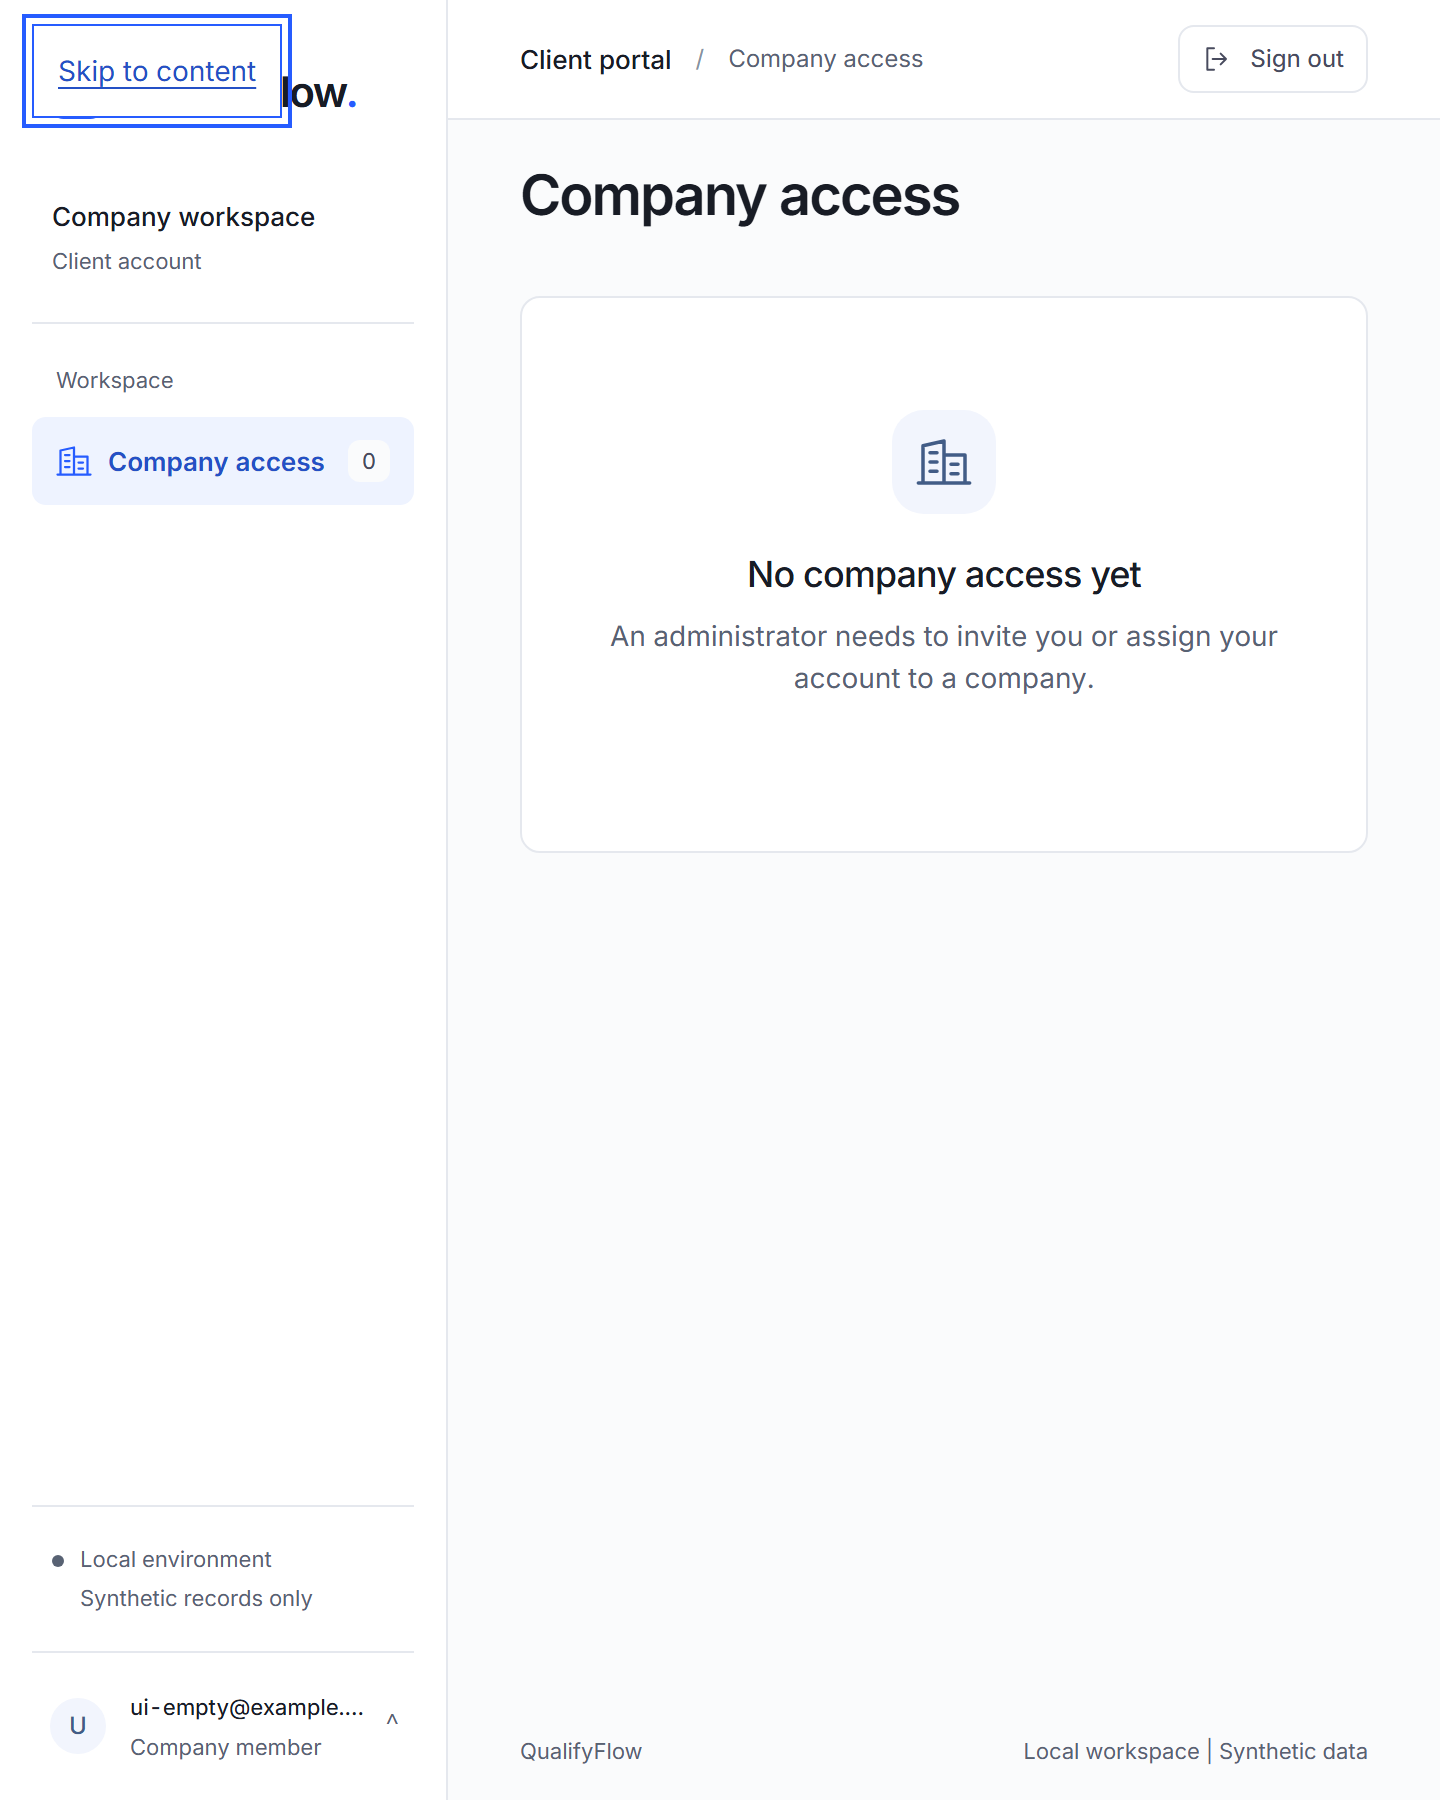 Skip to content
low.
Company workspace
Client account
Workspace
Company access 0
Local environment
Synthetic records only
U
ui-empty@example....
Company member
^
Client portal / Company access
Sign out
Company access
No company access yet
An administrator needs to invite you or assign your
account to a company.
QualifyFlow
Local workspace | Synthetic data